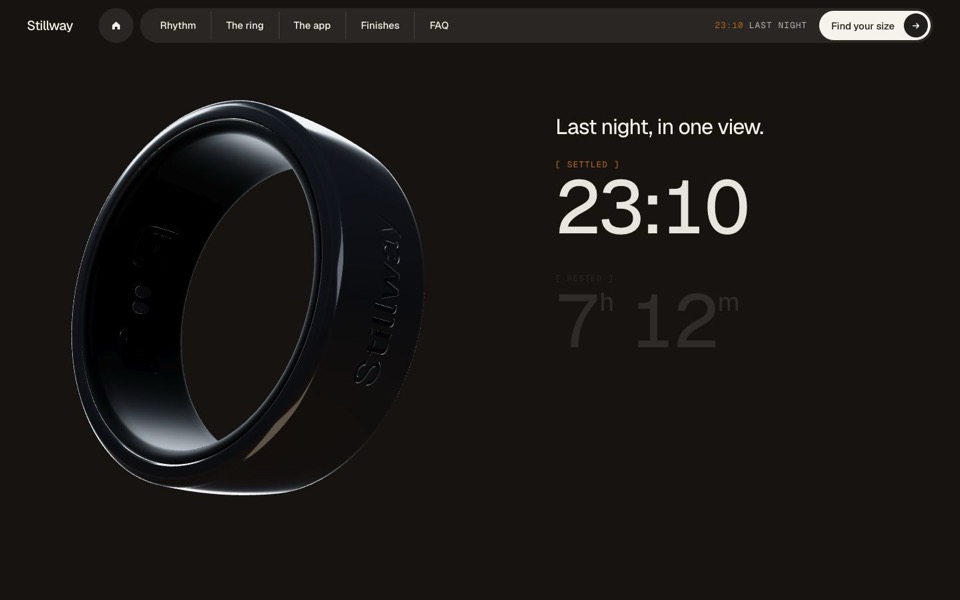 Stillway
Rhythm
The ring
The app
Finishes
FAQ
23:10 LAST NIGHT
Find your size
Last night, in one view.
[ SETTLED ]
23:10
[ RESTED ]
7h 12m
Stillway